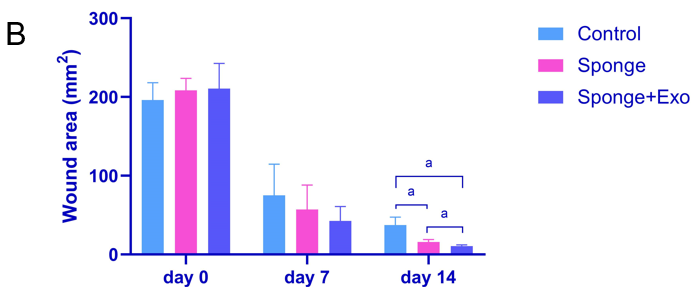 B
Wound area (mm²)
300
200
100
0
day 0
day 7
day 14
a
a
a
Control
Sponge
Sponge+Exo